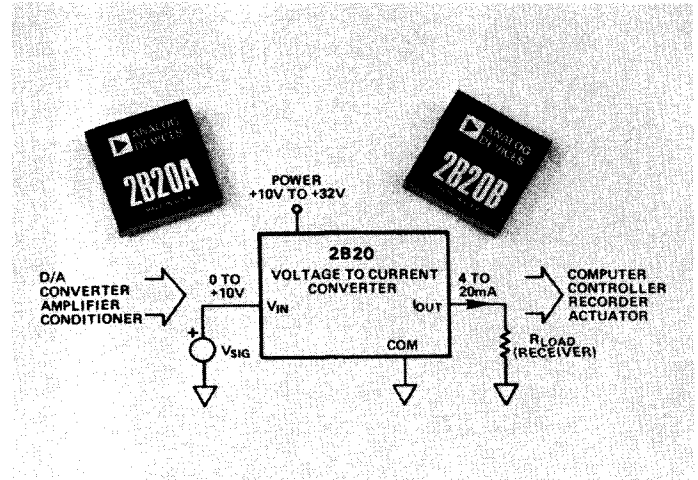 ANALOG
DEVICES
2B20A
ANALOG
DEVICES
2B20B
POWER
+10V TO +32V
2B20
VOLTAGE TO CURRENT
CONVERTER
D/A
CONVERTER
AMPLIFIER
CONDITIONER
0 TO
+10V
VIN
+
VSIG
COM
IOUT
4 TO
20mA
RLOAD
(RECEIVER)
COMPUTER
CONTROLLER
RECORDER
ACTUATOR